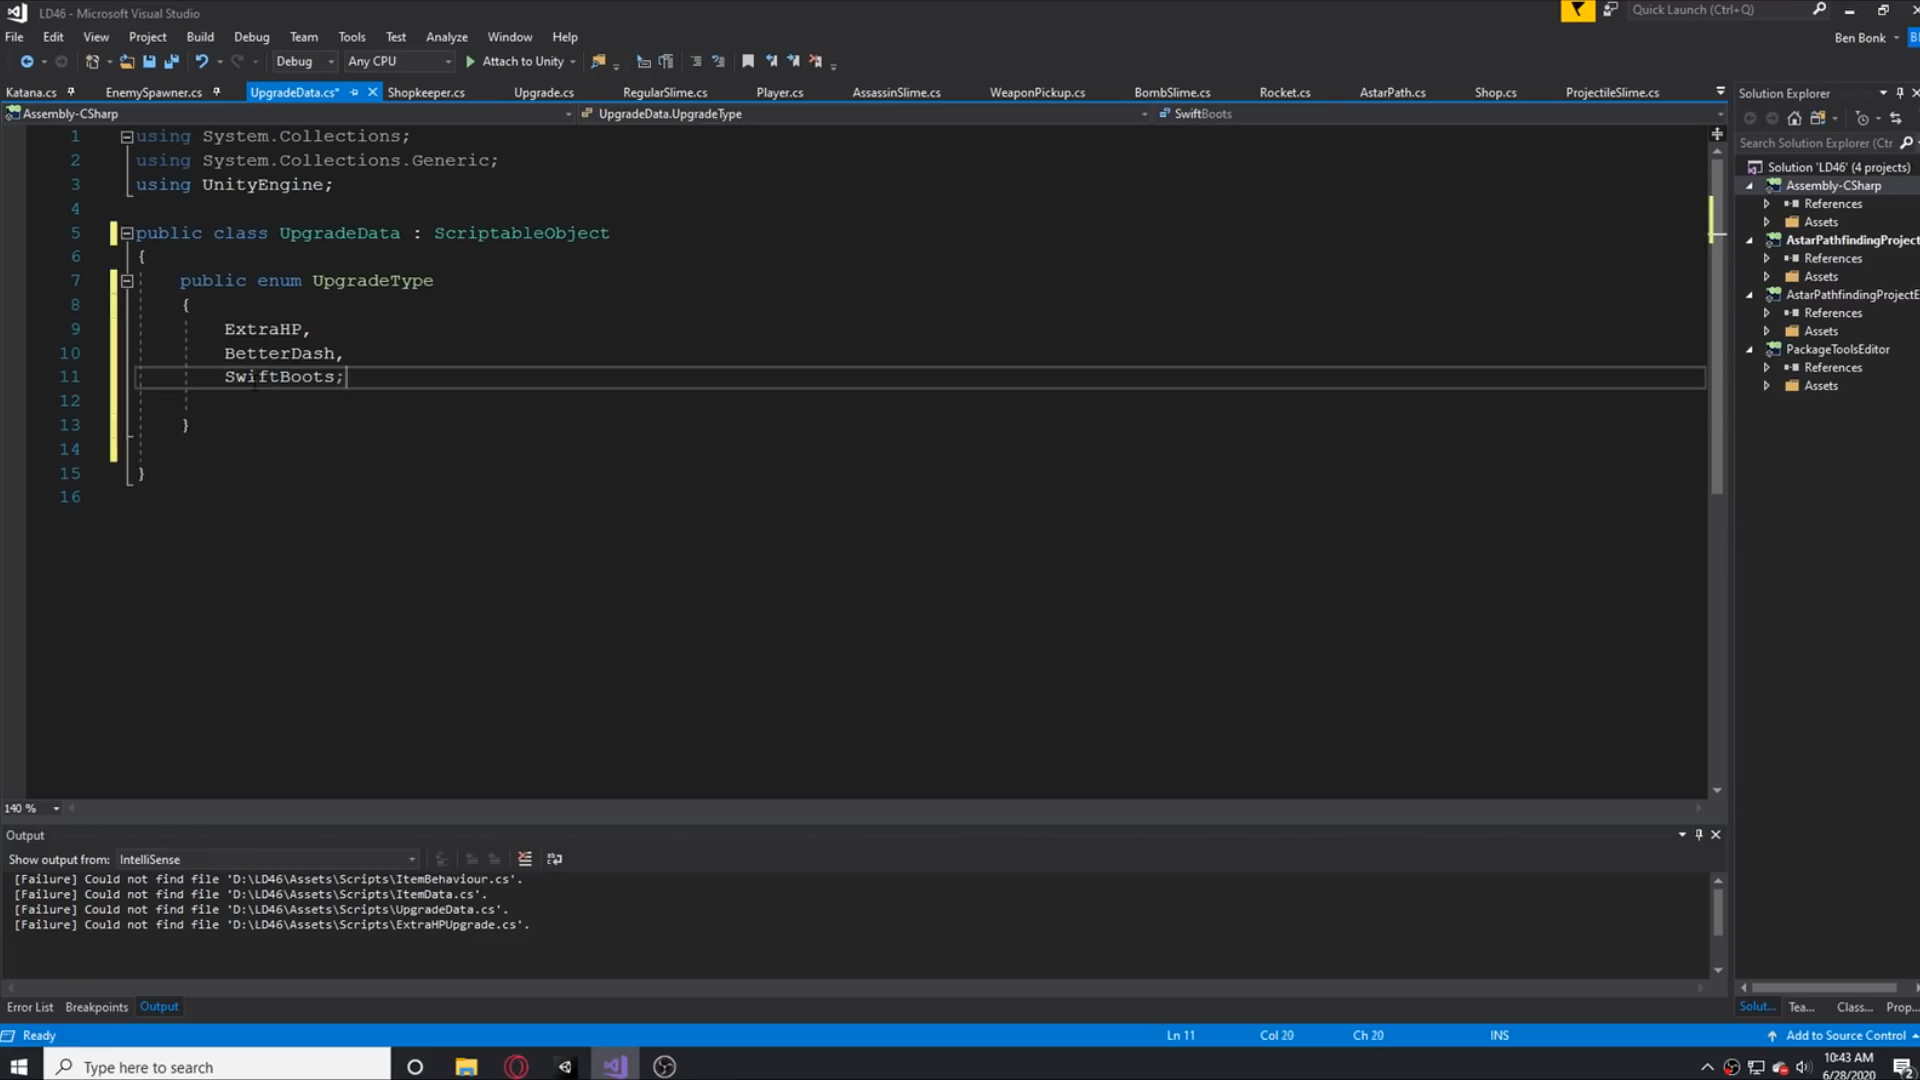 LD46 - Microsoft Visual Studio
Quick Launch (Ctrl+Q)
File Edit View Project Build Debug Team Tools Test Analyze Window Help
Ben Bonk
Debug Any CPU Attach to Unity
Katana.cs EnemySpawner.cs UpgradeData.cs* Shopkeeper.cs Upgrade.cs RegularSlime.cs Player.cs AssassinSlime.cs WeaponPickup.cs BombSlime.cs Rocket.cs AstarPath.cs Shop.cs ProjectileSlime.cs
Assembly-CSharp UpgradeData.UpgradeType SwiftBoots
1 using System.Collections;
2 using System.Collections.Generic;
3 using UnityEngine;
4
5 public class UpgradeData : ScriptableObject
6 {
7 public enum UpgradeType
8 {
9 ExtraHP,
10 BetterDash,
11 SwiftBoots;
12
13 }
14
15 }
16
140 %
Solution Explorer
Search Solution Explorer (Ctr
Solution 'LD46' (4 projects)
Assembly-CSharp
References
Assets
AstarPathfindingProject
References
Assets
AstarPathfindingProjectE
References
Assets
PackageToolsEditor
References
Assets
Output
Show output from: IntelliSense
[Failure] Could not find file 'D:\LD46\Assets\Scripts\ItemBehaviour.cs'.
[Failure] Could not find file 'D:\LD46\Assets\Scripts\ItemData.cs'.
[Failure] Could not find file 'D:\LD46\Assets\Scripts\UpgradeData.cs'.
[Failure] Could not find file 'D:\LD46\Assets\Scripts\ExtraHPUpgrade.cs'.
Error List Breakpoints Output
Solut... Tea... Class... Prop...
Ready Ln 11 Col 20 Ch 20 INS Add to Source Control
Type here to search
10:43 AM
6/28/2020
2